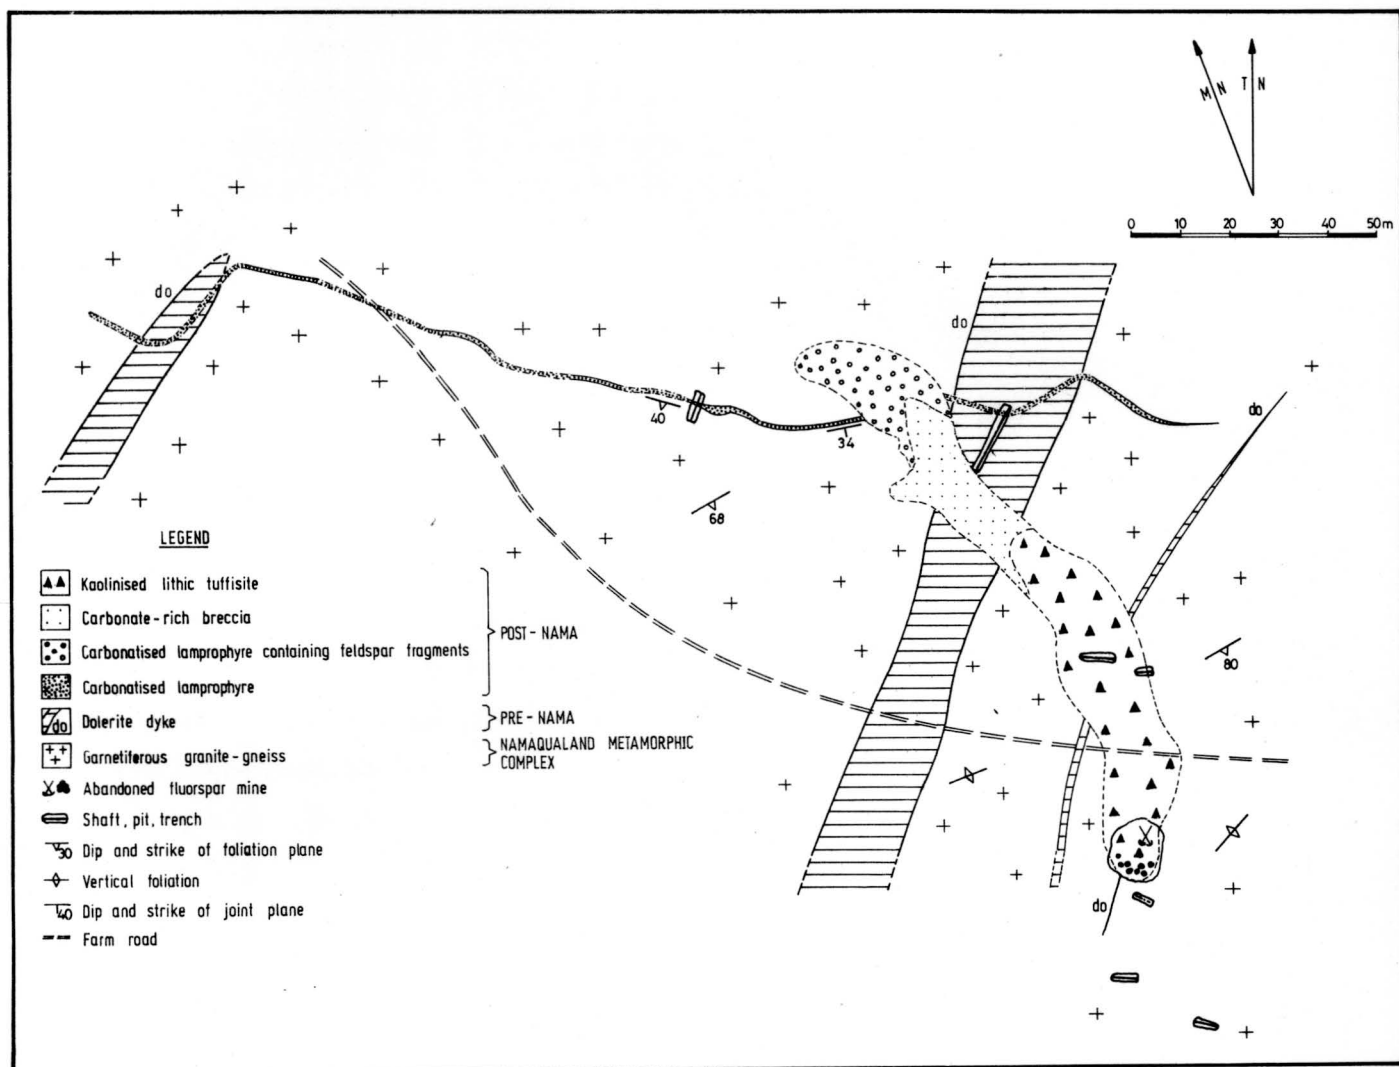 MN TN
0 10 20 30 40 50m
do
do
do
40
34
68
80
do
LEGEND
Kaolinised lithic tuffisite
Carbonate-rich breccia
Carbonatised lamprophyre containing feldspar fragments
Carbonatised lamprophyre
POST-NAMA
do Dolerite dyke
PRE-NAMA
Garnetiferous granite-gneiss
NAMAQUALAND METAMORPHIC
COMPLEX
Abandoned fluorspar mine
Shaft, pit, trench
30 Dip and strike of foliation plane
Vertical foliation
40 Dip and strike of joint plane
Farm road